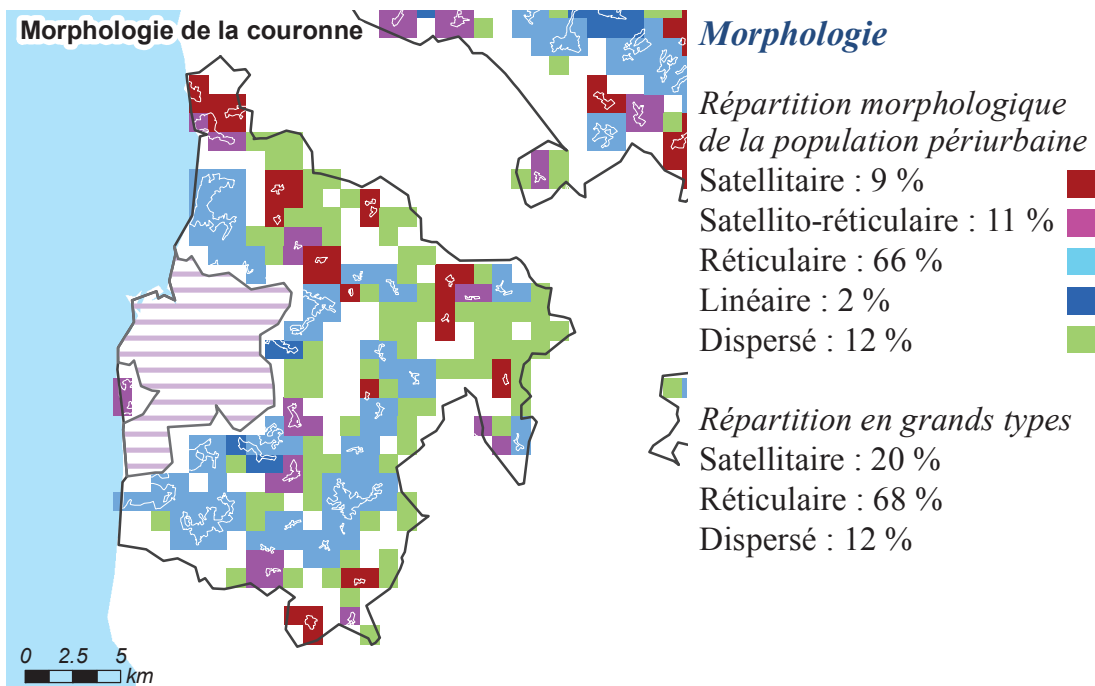 Morphologie de la couronne
0 2.5 5
km
Morphologie
Répartition morphologique
de la population périurbaine
Satellitaire : 9 %
Satellito-réticulaire : 11 %
Réticulaire : 66 %
Linéaire : 2 %
Dispersé : 12 %
Répartition en grands types
Satellitaire : 20 %
Réticulaire : 68 %
Dispersé : 12 %